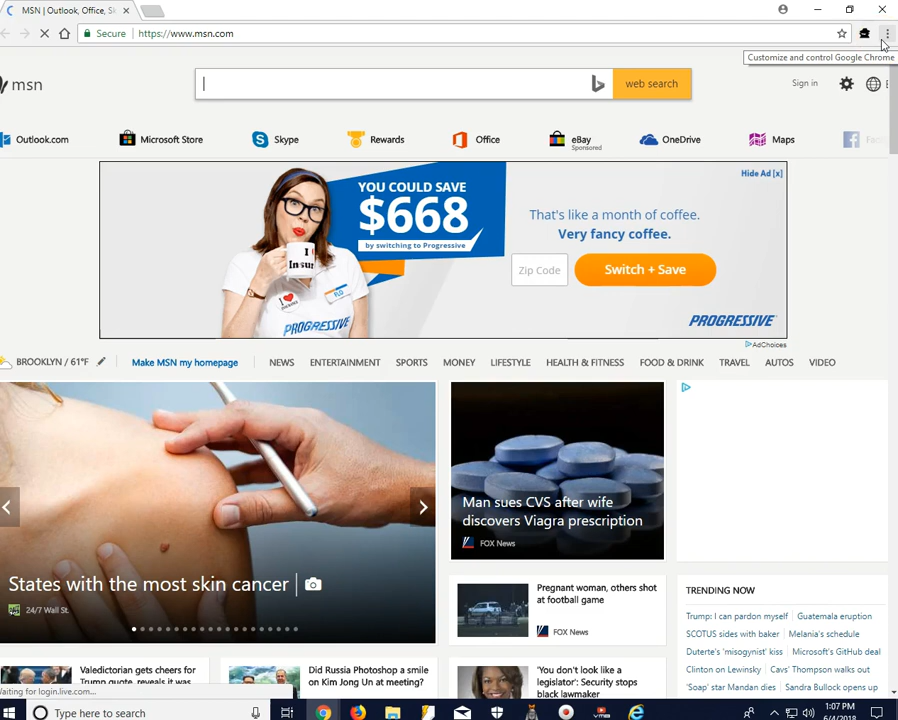 MSN | Outlook, Office, S
Secure
https://www.msn.com
Customize and control Google Chrome
msn
web search
Sign in
Outlook.com
Microsoft Store
Skype
Rewards
Office
eBay
Sponsored
OneDrive
Maps
Hide Ad [x]
YOU COULD SAVE
$668
by switching to Progressive
I
Insur
I
FLO
PROGRESSIVE
That's like a month of coffee.
Very fancy coffee.
Zip Code
Switch + Save
PROGRESSIVE
AdChoices
BROOKLYN / 61°F
Make MSN my homepage
NEWS
ENTERTAINMENT
SPORTS
MONEY
LIFESTYLE
HEALTH & FITNESS
FOOD & DRINK
TRAVEL
AUTOS
VIDEO
States with the most skin cancer
24/7 Wall St.
Man sues CVS after wife
discovers Viagra prescription
FOX News
Pregnant woman, others shot
at football game
FOX News
TRENDING NOW
Trump: I can pardon myself
Guatemala eruption
SCOTUS sides with baker
Melania's schedule
Duterte's 'misogynist' kiss
Microsoft's GitHub deal
Clinton on Lewinsky
Cavs' Thompson walks out
'Soap' star Mandan dies
Sandra Bullock opens up
Valedictorian gets cheers for
Trump quote, reveals it was
Did Russia Photoshop a smile
on Kim Jong Un at meeting?
'You don't look like a
legislator': Security stops
black lawmaker
Waiting for login.live.com...
Type here to search
1:07 PM
6/4/2018